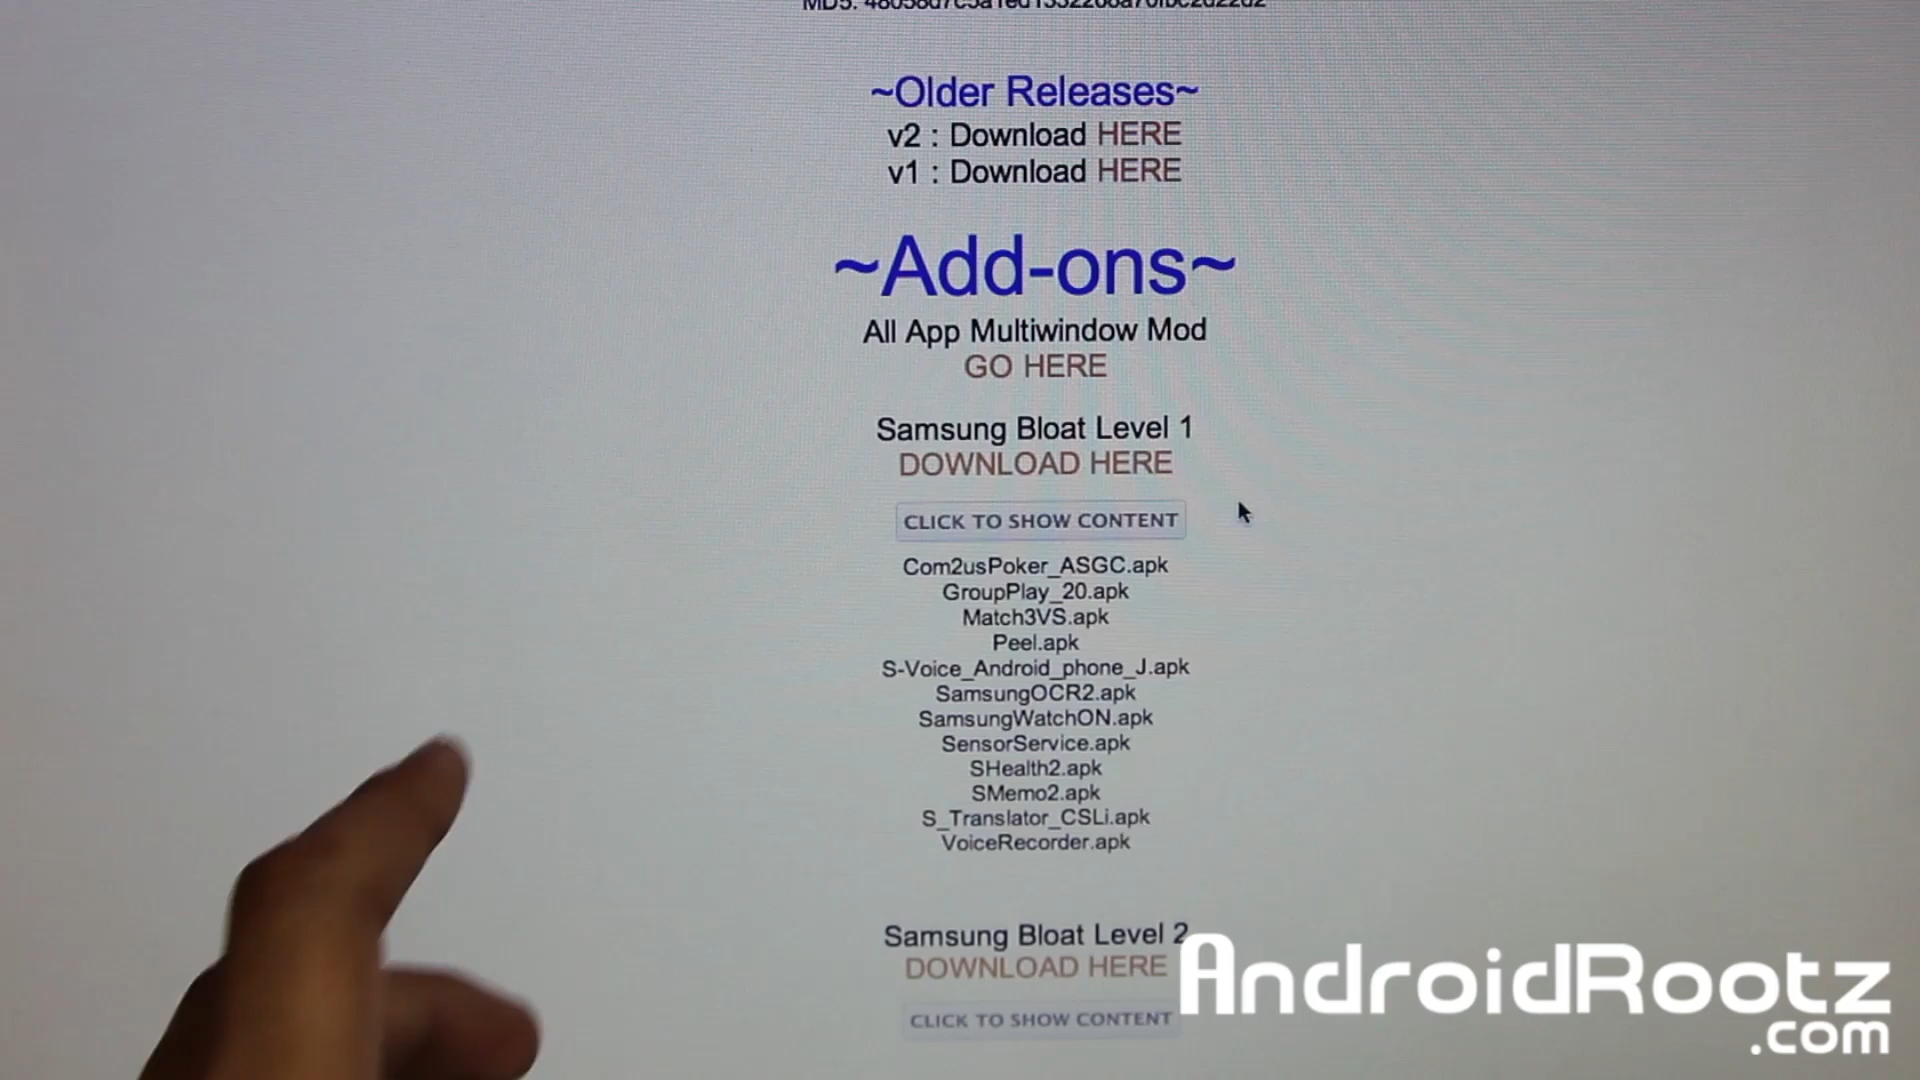 ~Older Releases~
v2 : Download HERE
v1 : Download HERE
~Add-ons~
All App Multiwindow Mod
GO HERE
Samsung Bloat Level 1
DOWNLOAD HERE
CLICK TO SHOW CONTENT
Com2usPoker_ASGC.apk
GroupPlay_20.apk
Match3VS.apk
Peel.apk
S-Voice_Android_phone_J.apk
SamsungOCR2.apk
SamsungWatchON.apk
SensorService.apk
SHealth2.apk
SMemo2.apk
S_Translator_CSLi.apk
VoiceRecorder.apk
Samsung Bloat Level 2
DOWNLOAD HERE
CLICK TO SHOW CONTENT
AndroidRootz
.com